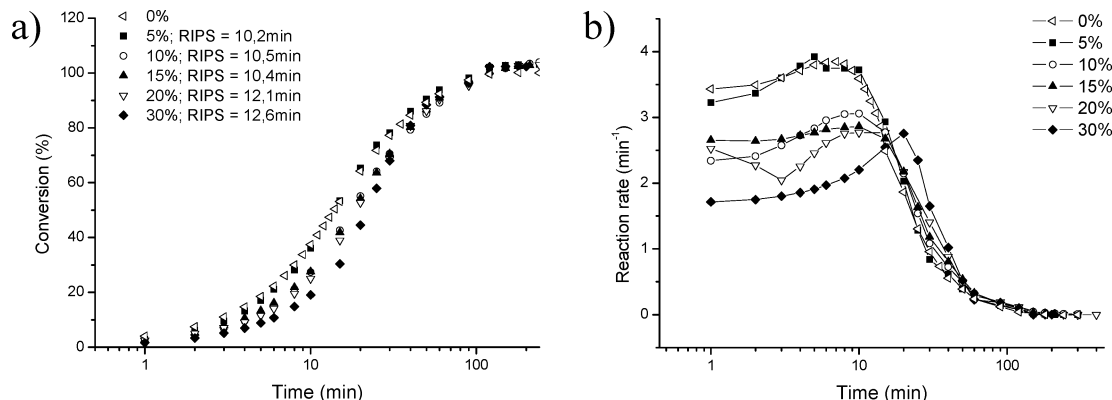 a)
120
100
80
60
40
20
0
Conversion (%)
0%
5%; RIPS = 10,2min
10%; RIPS = 10,5min
15%; RIPS = 10,4min
20%; RIPS = 12,1min
30%; RIPS = 12,6min
1
10
100
Time (min)
b)
4
3
2
1
0
Reaction rate (min⁻¹)
0%
5%
10%
15%
20%
30%
1
10
100
Time (min)